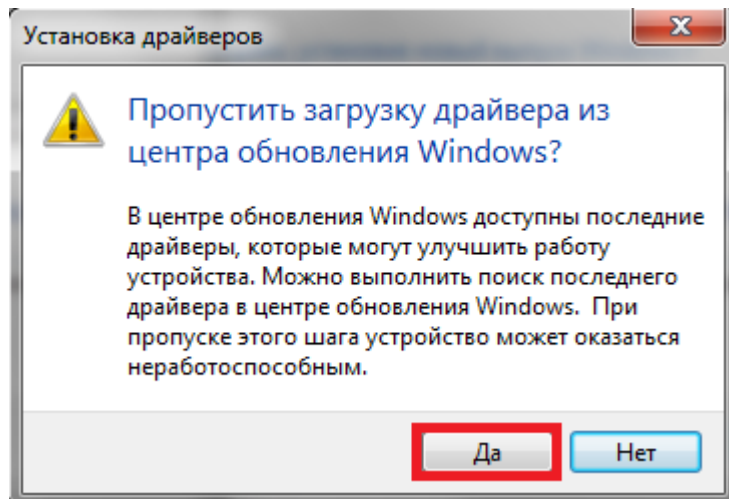 Установка драйверов
Пропустить загрузку драйвера из
центра обновления Windows?
В центре обновления Windows доступны последние
драйверы, которые могут улучшить работу
устройства. Можно выполнить поиск последнего
драйвера в центре обновления Windows.  При
пропуске этого шага устройство может оказаться
неработоспособным.
Да Нет